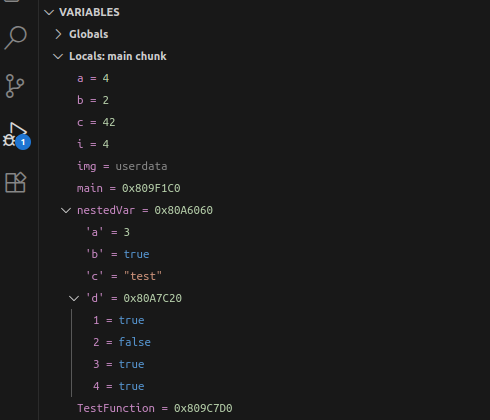 VARIABLES
Globals
Locals: main chunk
a = 4
b = 2
c = 42
i = 4
img = userdata
main = 0x809F1C0
nestedVar = 0x80A6060
'a' = 3
'b' = true
'c' = "test"
'd' = 0x80A7C20
1 = true
2 = false
3 = true
4 = true
TestFunction = 0x809C7D0
1